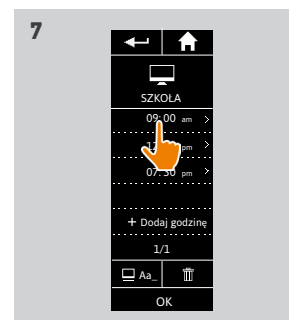 7
SZKOŁA
09:00 am >
pm >
07:30 pm >
+ Dodaj godzinę
1/1
Aa_
OK